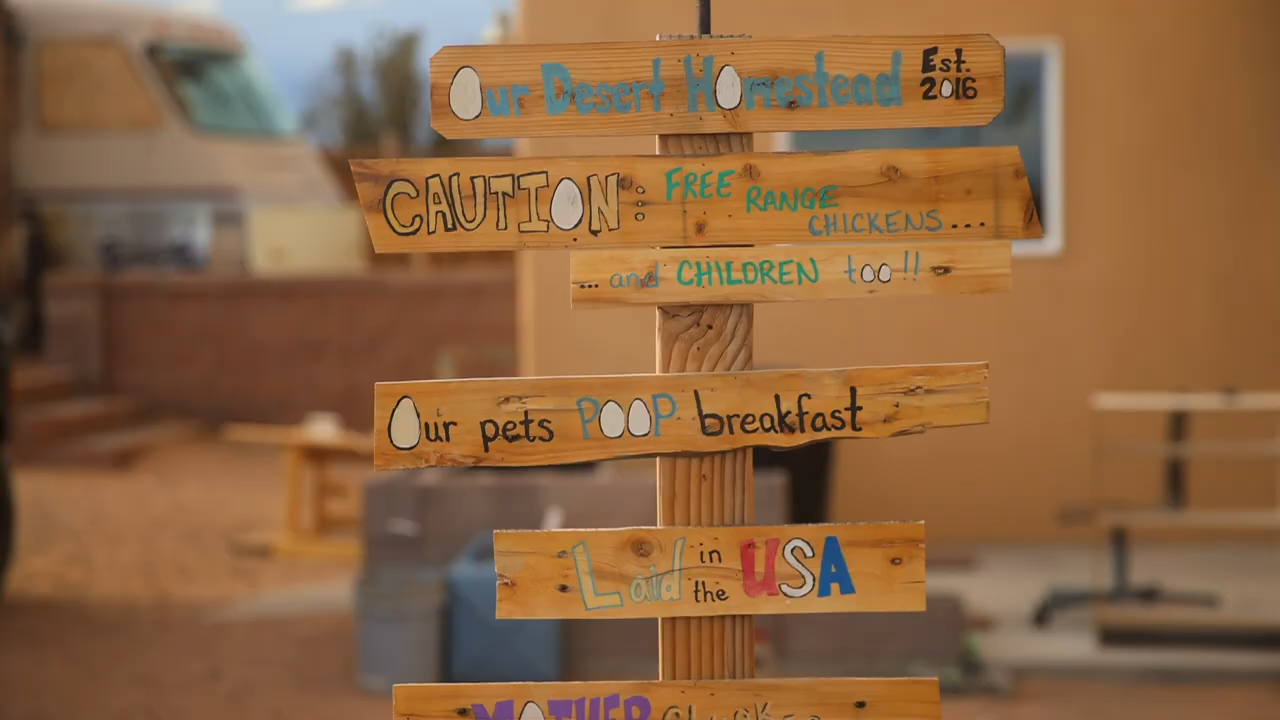 Our Desert Homestead Est. 2016
CAUTION: FREE RANGE CHICKENS....
... and CHILDREN too!!
Our pets POOP breakfast
Laid in the USA
MOTHER